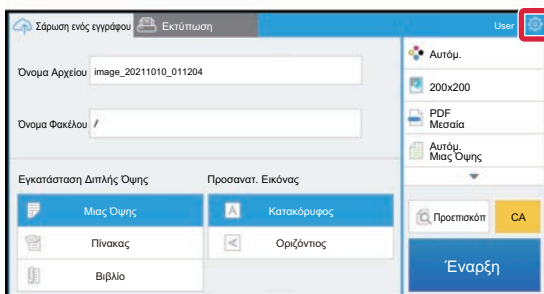 Σάρωση ενός εγγράφου
Εκτύπωση
User
Όνομα Αρχείου
image_20211010_011204
Όνομα Φακέλου
/
Εγκατάσταση Διπλής Όψης
Προσανατ. Εικόνας
Μιας Όψης
Πίνακας
Βιβλίο
A
Κατακόρυφος
Οριζόντιος
Αυτόμ.
200x200
PDF
Μεσαία
Αυτόμ.
Μιας Όψης
Προεπισκόπ
CA
Έναρξη